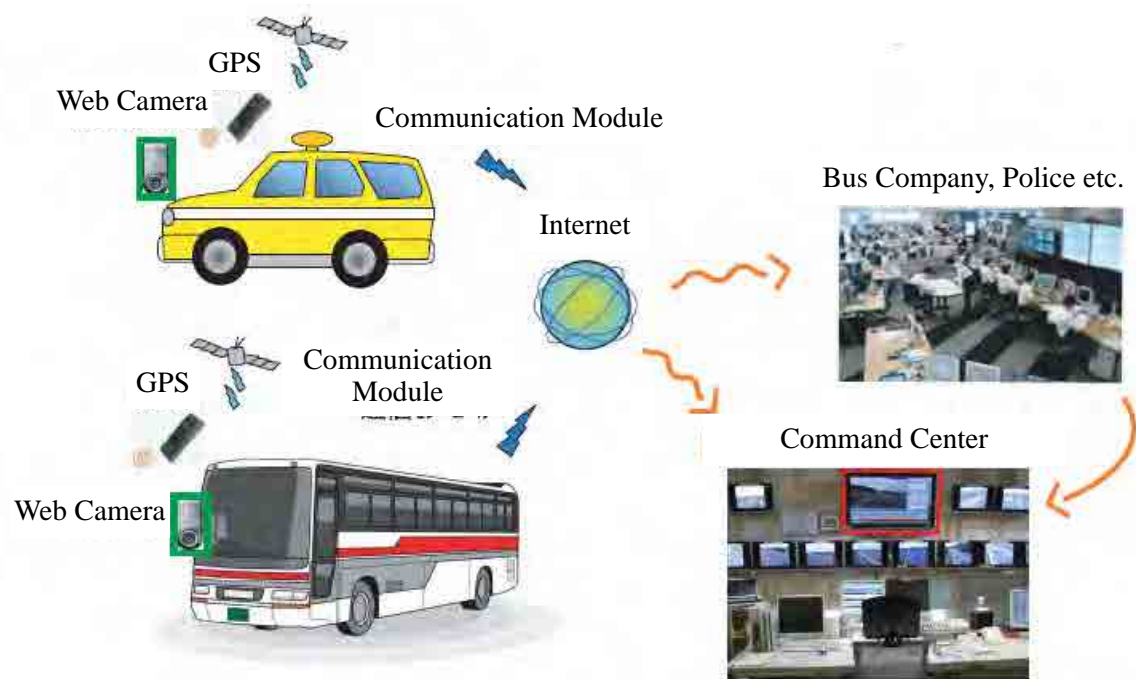 GPS
Web Camera
Communication Module
Bus Company, Police etc.
Internet
Communication
Module
GPS
Command Center
Web Camera